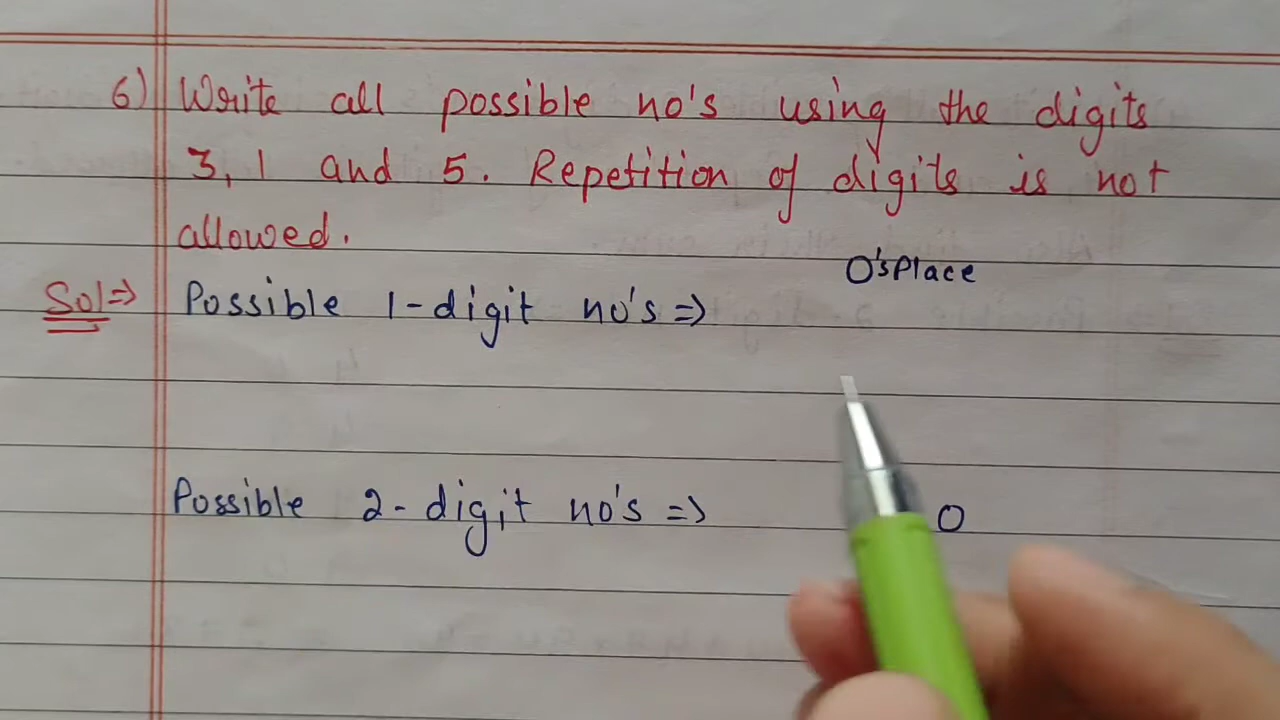 6) Write all possible no's using the digits
3, 1 and 5. Repetition of digits is not
allowed.
O's Place
Sol⇒ Possible 1-digit no's ⇒
Possible 2-digit no's ⇒ O